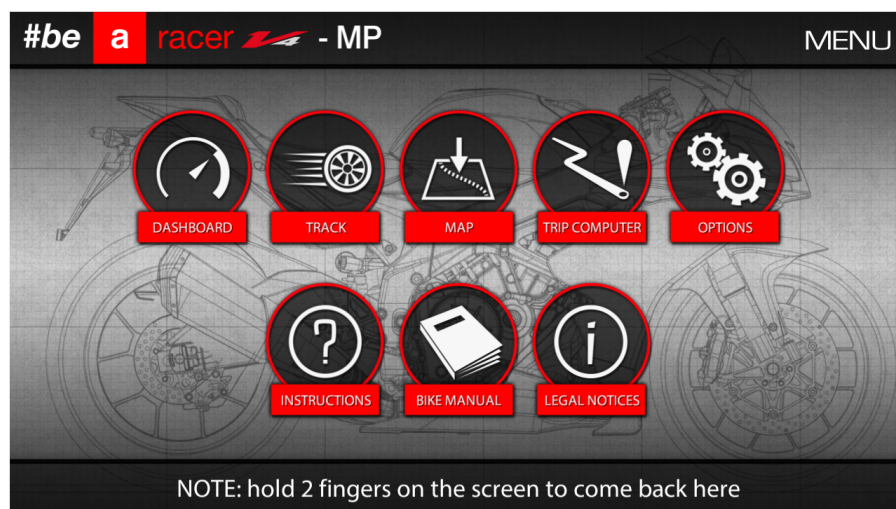 #be a racer V4 - MP
MENU
DASHBOARD
TRACK
MAP
TRIP COMPUTER
OPTIONS
INSTRUCTIONS
BIKE MANUAL
LEGAL NOTICES
NOTE: hold 2 fingers on the screen to come back here